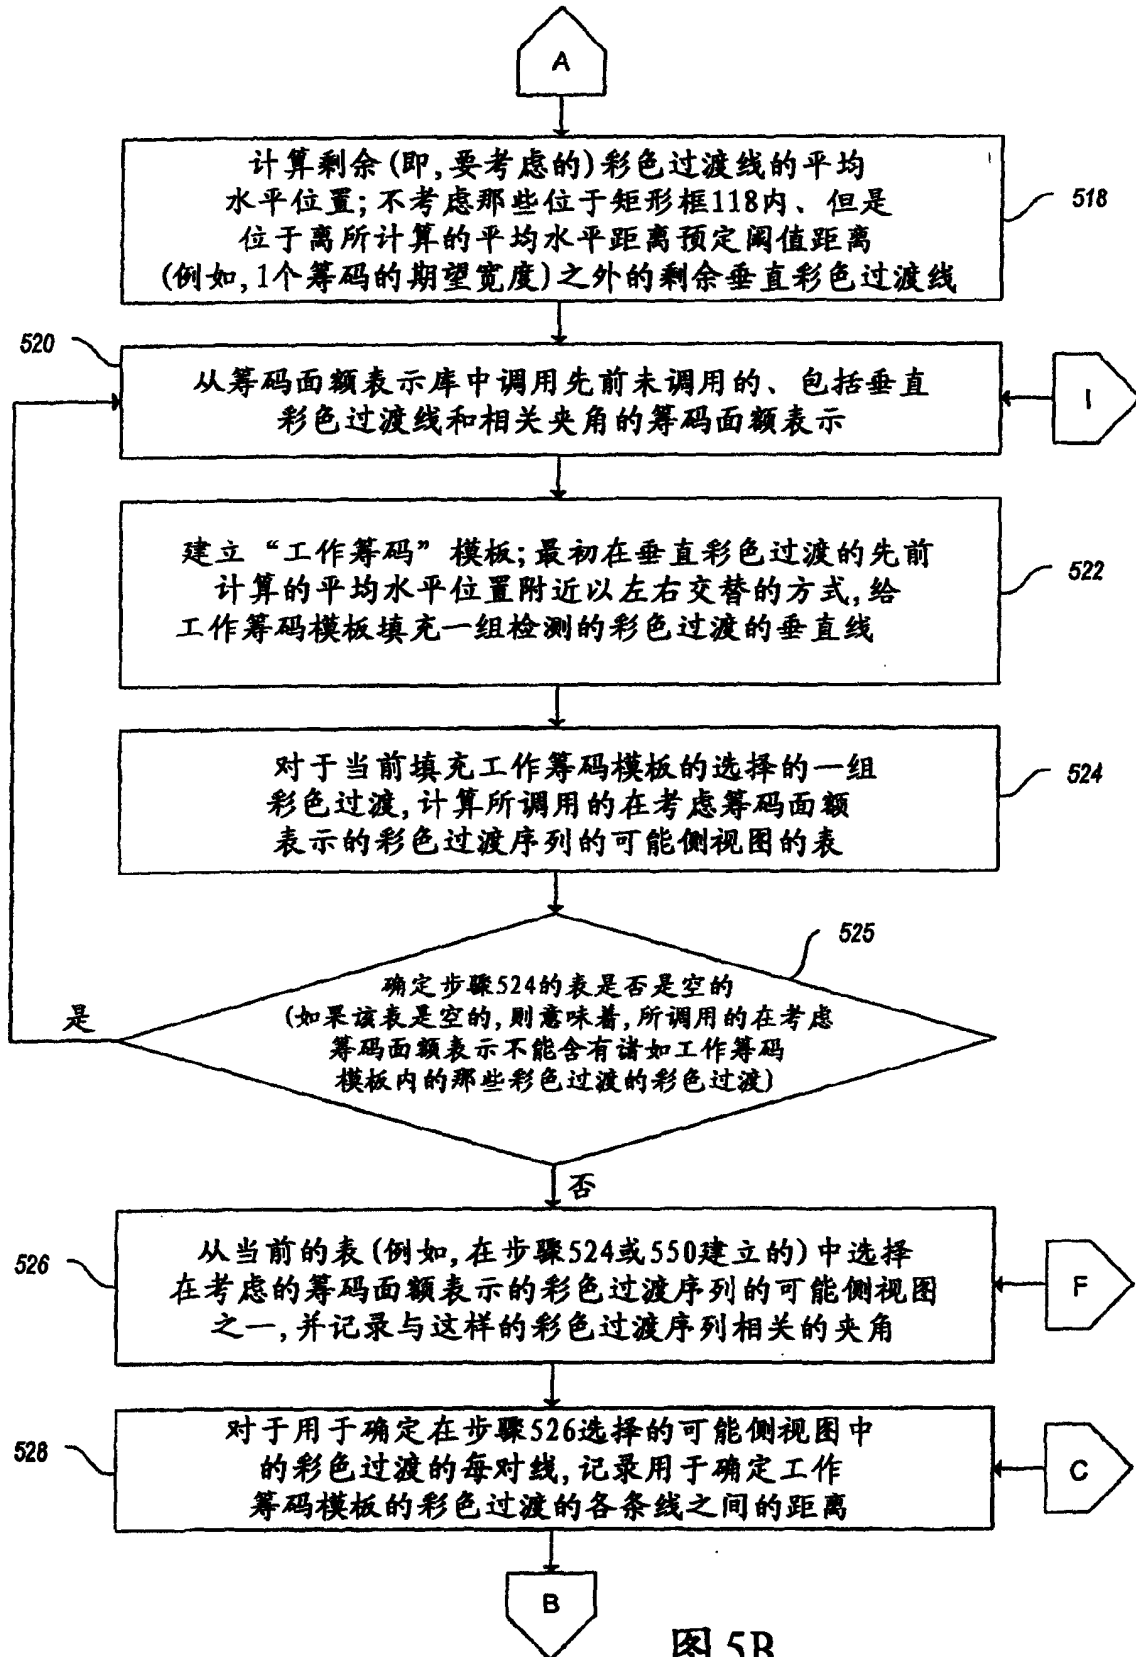 A
计算剩余(即,要考虑的)彩色过渡线的平均
水平位置;不考虑那些位于矩形框118内、但是
位于离所计算的平均水平距离预定阈值距离
(例如,1个筹码的期望宽度)之外的剩余垂直彩色过渡线
518
520
从筹码面额表示库中调用先前未调用的、包括垂直
彩色过渡线和相关夹角的筹码面额表示
I
建立“工作筹码”模板;最初在垂直彩色过渡的先前
计算的平均水平位置附近以左右交替的方式,给
工作筹码模板填充一组检测的彩色过渡的垂直线
522
对于当前填充工作筹码模板的选择的一组
彩色过渡,计算所调用的在考虑筹码面额
表示的彩色过渡序列的可能侧视图的表
524
525
确定步骤524的表是否是空的
(如果该表是空的,则意味着,所调用的在考虑
筹码面额表示不能含有诸如工作筹码
模板内的那些彩色过渡的彩色过渡)
是
否
526
从当前的表(例如,在步骤524或550建立的)中选择
在考虑的筹码面额表示的彩色过渡序列的可能侧视图
之一,并记录与这样的彩色过渡序列相关的夹角
F
528
对于用于确定在步骤526选择的可能侧视图中
的彩色过渡的每对线,记录用于确定工作
筹码模板的彩色过渡的各条线之间的距离
C
B
图 5B